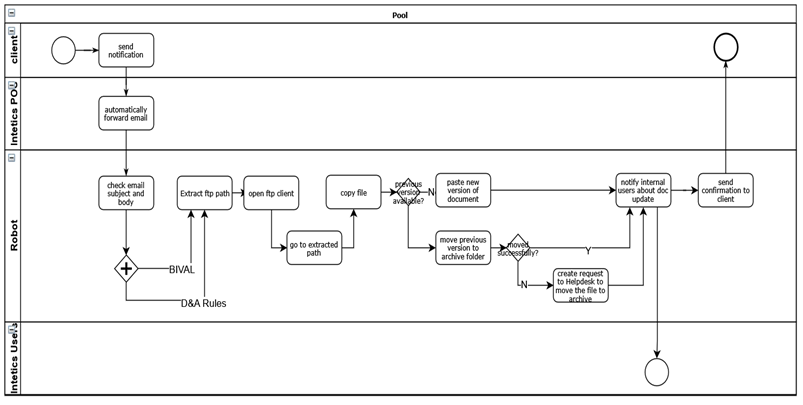 Pool
client
send
notification
Intetics POC
automatically
forward email
Robot
check email
subject and
body
Extract ftp path
open ftp client
go to extracted
path
copy file
previous
version
available?
N
paste new
version of
document
move previous
version to
archive folder
moved
successfully?
Y
N
create request
to Helpdesk to
move the file to
archive
notify internal
users about doc
update
send
confirmation to
client
BIVAL
D&A Rules
Intetics Users